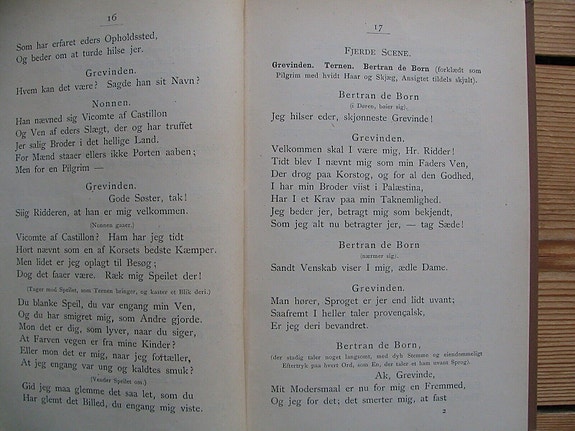 16
Som har erfaret eders Opholdssted,
Og beder om at turde hilse jer.
Grevinden.
Hvem kan det være? Sagde han sit Navn?
Nonnen.
Han nævned sig Vicomte af Castillon
Og Ven af eders Slægt, der og har truffet
Jer salig Broder i det hellige Land.
For Mænd staaer ellers ikke Porten aaben;
Men for en Pilgrim —
Grevinden.
Gode Søster, tak!
Siig Ridderen, at han er mig velkommen.
(Nonnen gaaer.)
Vicomte af Castillon? Ham har jeg tidt
Hort nævnt som en af Korsets bedste Kæmper.
Men lidet er jeg oplagt til Besøg;
Dog det faaer være. Ræk mig Speilet der!
(Tager mod Speilet, som Ternen bringer, og kaster et Blik deri.)
Du blanke Speil, du var engang min Ven,
Og du har smigret mig, som Andre gjorde.
Mon det er dig, som lyver, naar du siger,
At Farven vegen er fra mine Kinder?
Eller mon det er mig, naar jeg fortæller,
At jeg engang var ung og kaldtes smuk?
(Vender Speilet om.)
Gid jeg maa glemme det saa let, som du
Har glemt det Billed, du engang mig viste.
17
Fjerde Scene.
Grevinden. Ternen. Bertran de Born (forklædt som
Pilgrim med hvidt Haar og Skjæg, Ansigtet tildels skjult).
Bertran de Born
(i Døren, bøier sig).
Jeg hilser eder, skjønneste Grevinde!
Grevinden.
Velkommen skal I være mig, Hr. Ridder!
Tidt blev I nævnt mig som min Faders Ven,
Der drog paa Korstog, og for al den Godhed,
I har min Broder viist i Palæstina,
Har I et Krav paa min Taknemlighed.
Jeg beder jer, betragt mig som bekjendt,
Som jeg alt nu betragter jer, — tag Sæde!
Bertran de Born
(nærmer sig).
Sandt Venskab viser I mig, ædle Dame.
Grevinden.
Man hører, Sproget er jer end lidt uvant;
Saafremt I heller taler provençalsk,
Er jeg deri bevandret.
Bertran de Born,
(der stadig taler noget langsomt, med dyb Stemme og eiendommeligt
Eftertryk paa hvert Ord, som En, der taler et ham uvant Sprog).
Ak, Grevinde,
Mit Modersmaal er nu for mig en Fremmed,
Og jeg for det; det smerter mig, at fast
2